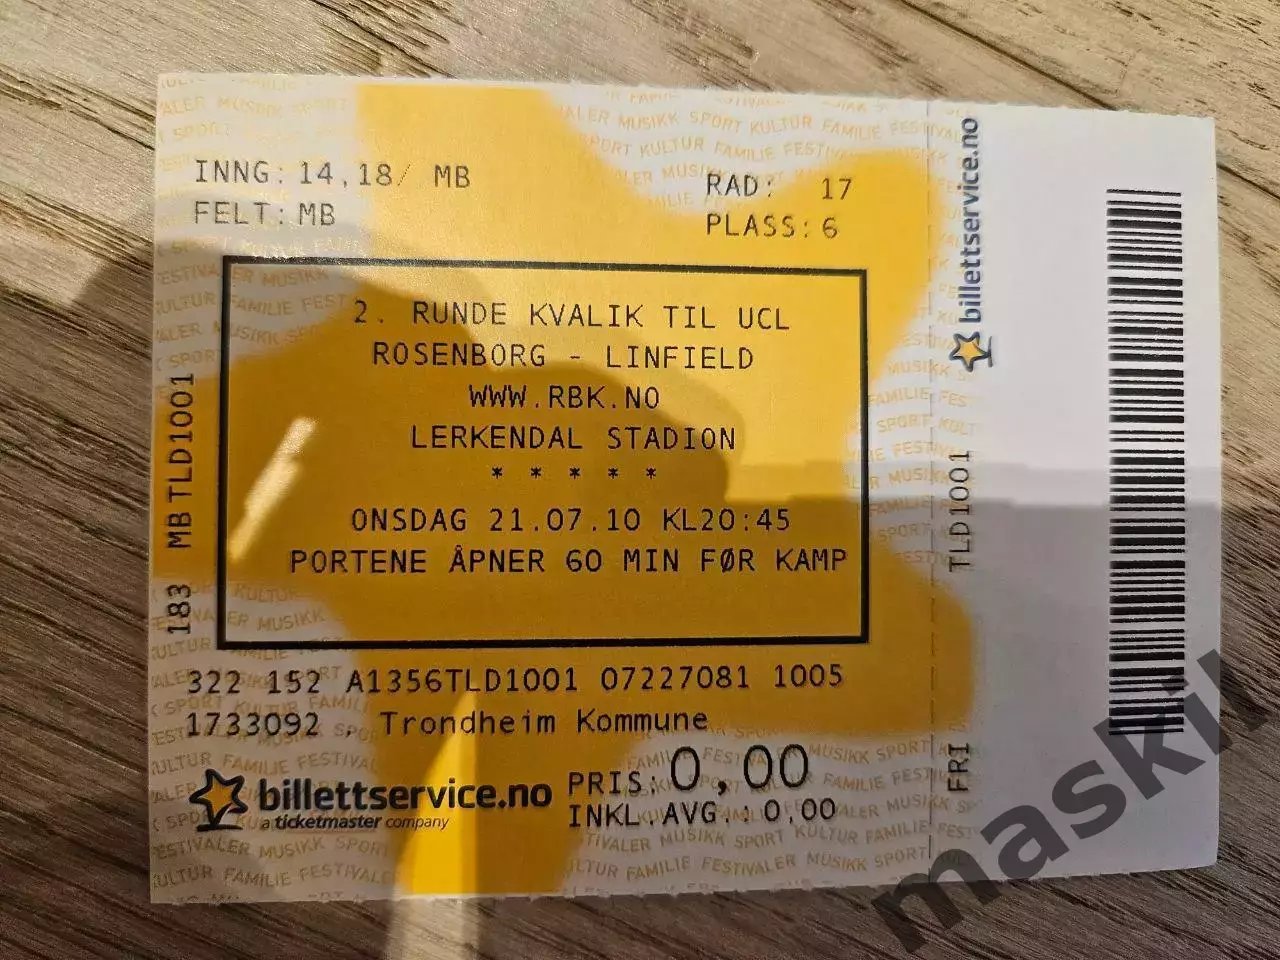 INNG: 14,18/ MB
FELT: MB
RAD: 17
PLASS: 6
2. RUNDE KVALIK TIL UCL
ROSENBORG - LINFIELD
WWW.RBK.NO
LERKENDAL STADION
* * * * *
ONSDAG 21.07.10 KL20:45
PORTENE ÅPNER 60 MIN FØR KAMP
183 MB TLD1001
322 152 A1356TLD1001 07227081 1005
1733092 , Trondheim Kommune
billettservice.no
a ticketmaster company
PRIS: 0,00
INKL.AVG.: 0,00
billettservice.no
FRI TLD1001
maskil